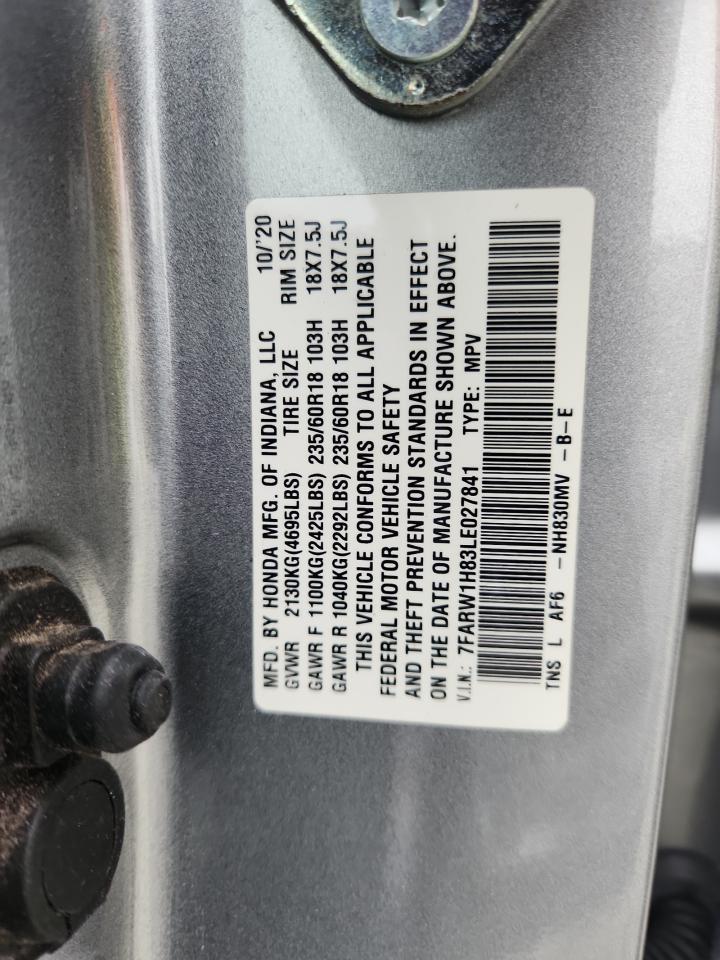 MFD. BY HONDA MFG. OF INDIANA, LLC 10/'20
GVWR 2130KG(4695LBS) TIRE SIZE RIM SIZE
GAWR F 1100KG(2425LBS) 235/60R18 103H 18X7.5J
GAWR R 1040KG(2292LBS) 235/60R18 103H 18X7.5J
THIS VEHICLE CONFORMS TO ALL APPLICABLE
FEDERAL MOTOR VEHICLE SAFETY
AND THEFT PREVENTION STANDARDS IN EFFECT
ON THE DATE OF MANUFACTURE SHOWN ABOVE.
V.I.N.: 7FARW1H83LE027841 TYPE: MPV
TNS L AF6 -NH830MV -B-E